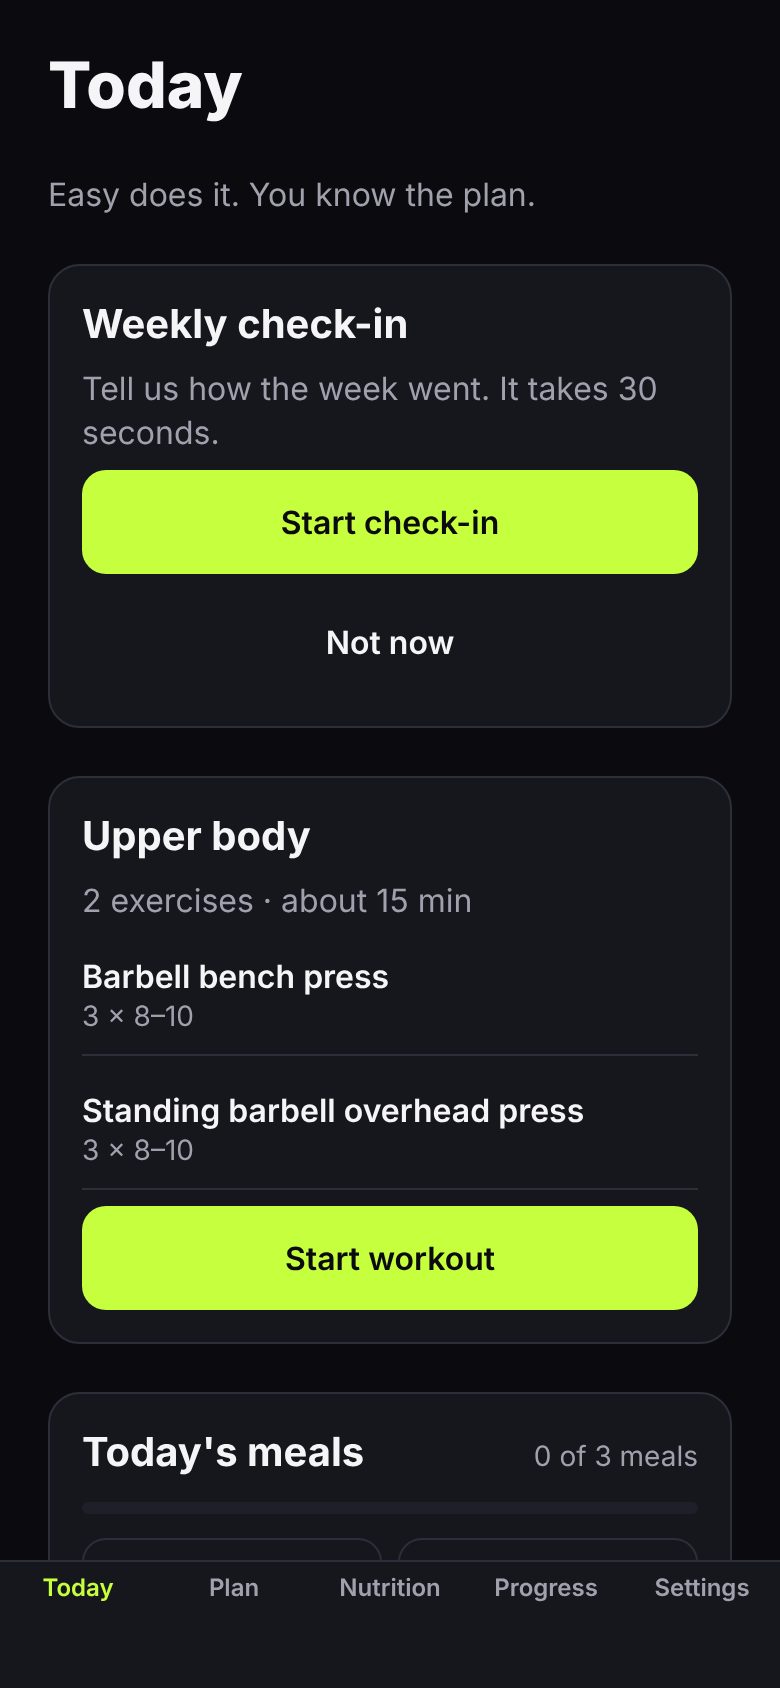 Today
Easy does it. You know the plan.
Weekly check-in
Tell us how the week went. It takes 30
seconds.
Start check-in
Not now
Upper body
2 exercises · about 15 min
Barbell bench press
3 × 8–10
Standing barbell overhead press
3 × 8–10
Start workout
Today's meals 0 of 3 meals
Today Plan Nutrition Progress Settings